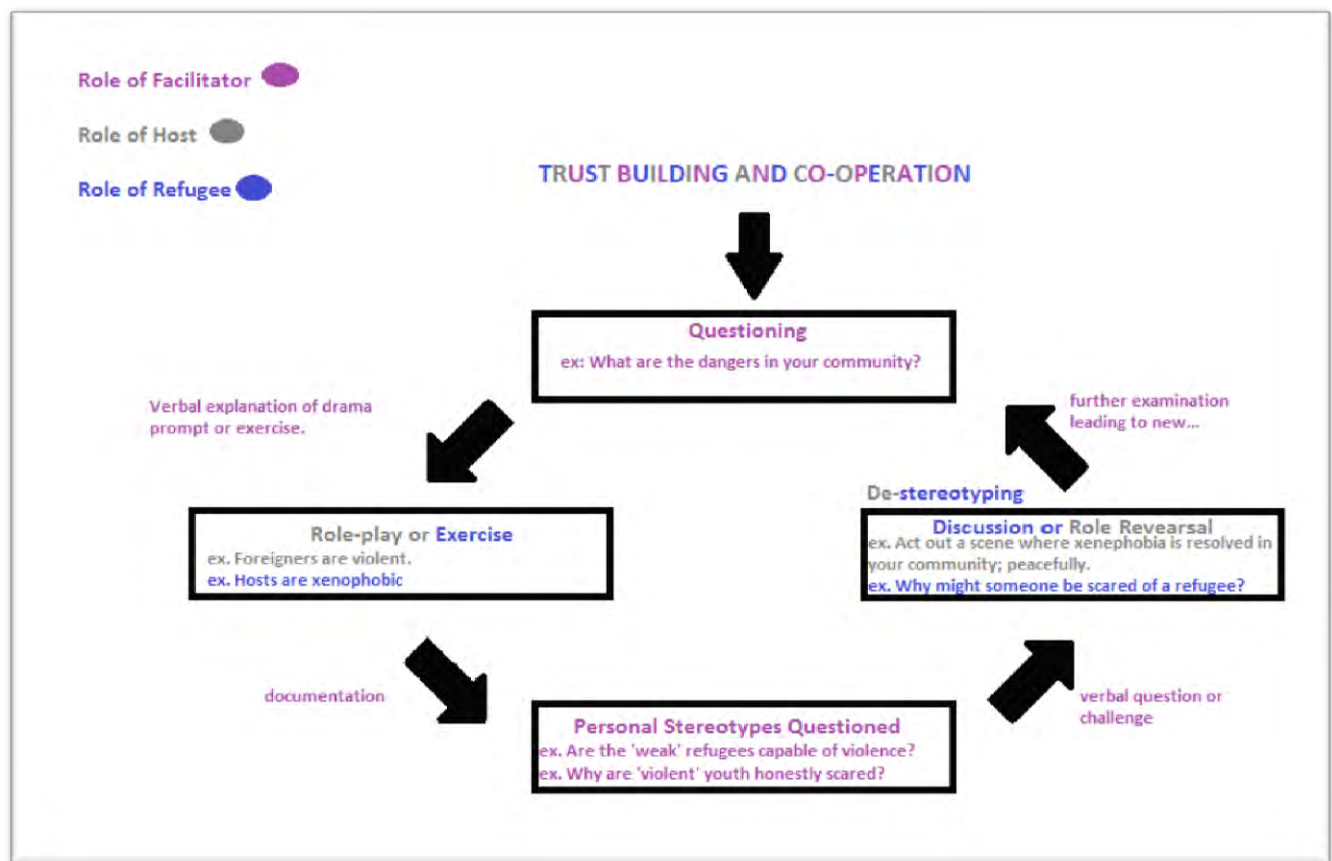 Role of Facilitator
Role of Host
Role of Refugee
TRUST BUILDING AND CO-OPERATION
Questioning
ex: What are the dangers in your community?
Verbal explanation of drama
prompt or exercise.
further examination
leading to new...
Role-play or Exercise
ex. Foreigners are violent.
ex. Hosts are xenophobic
De-stereotyping
Discussion or Role Revearsal
ex. Act out a scene where xenephobia is resolved in
your community; peacefully.
ex. Why might someone be scared of a refugee?
documentation
verbal question or
challenge
Personal Stereotypes Questioned
ex. Are the 'weak' refugees capable of violence?
ex. Why are 'violent' youth honestly scared?